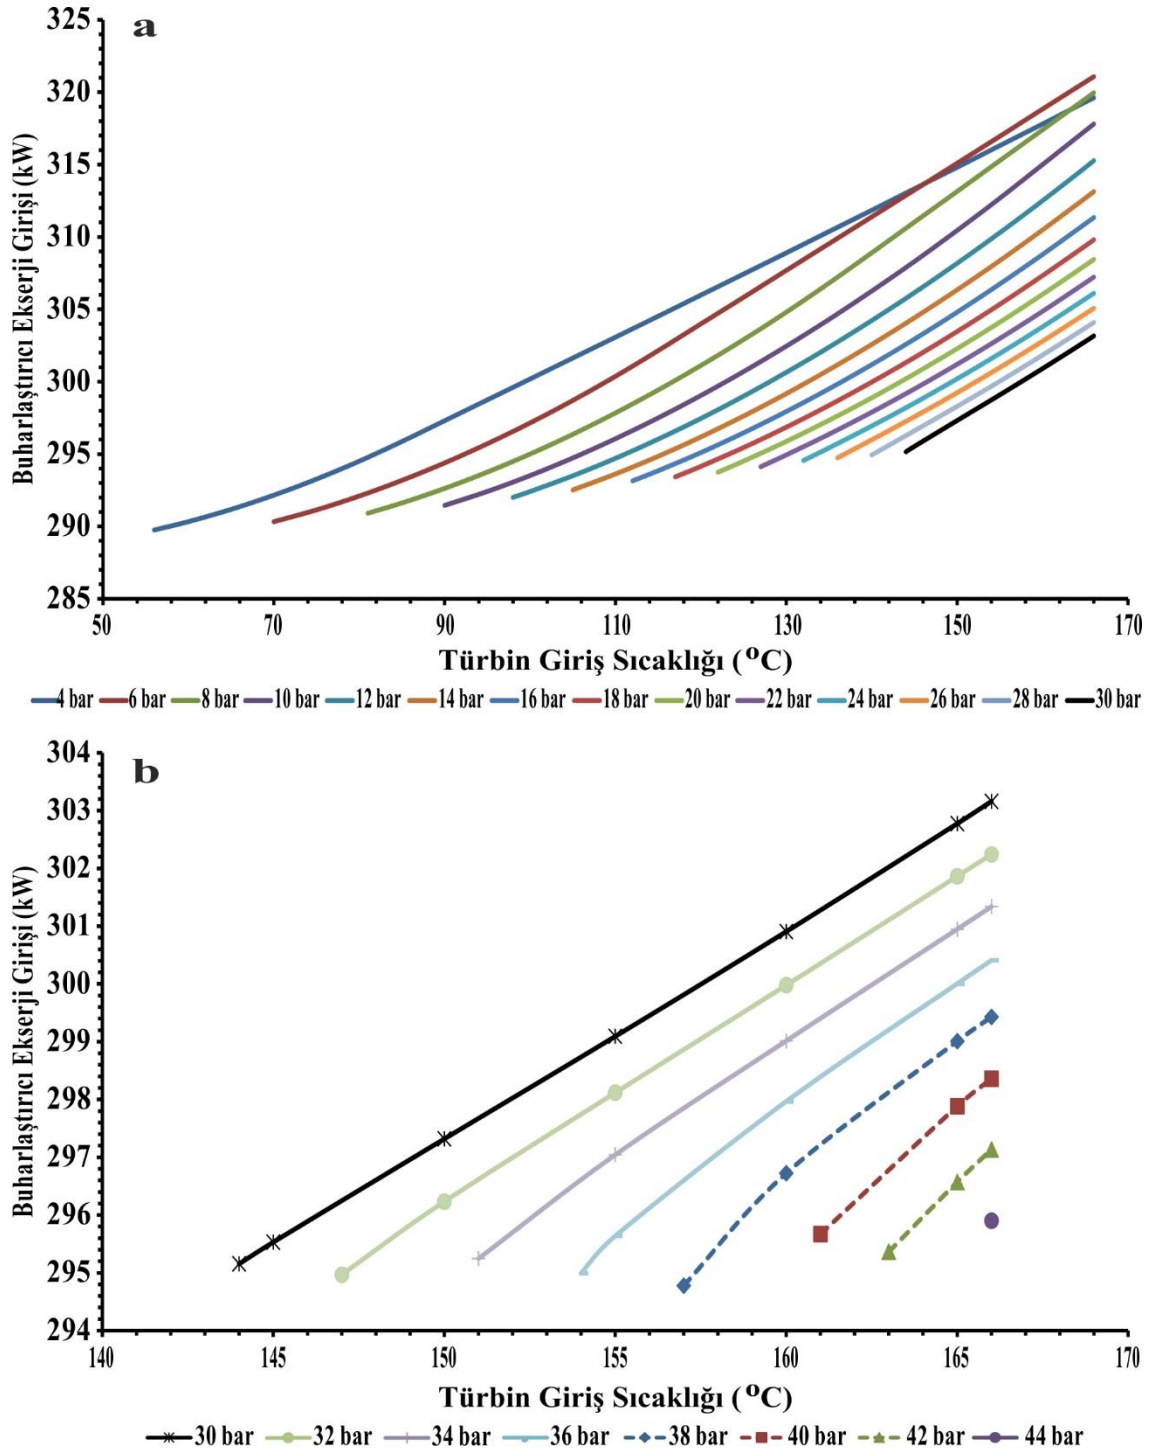 a
Buharlaştırıcı Ekserji Girişi (kW)
325
320
315
310
305
300
295
290
285
50 70 90 110 130 150 170
Türbin Giriş Sıcaklığı (°C)
4 bar 6 bar 8 bar 10 bar 12 bar 14 bar 16 bar 18 bar 20 bar 22 bar 24 bar 26 bar 28 bar 30 bar
b
Buharlaştırıcı Ekserji Girişi (kW)
304
303
302
301
300
299
298
297
296
295
294
140 145 150 155 160 165 170
Türbin Giriş Sıcaklığı (°C)
30 bar 32 bar 34 bar 36 bar 38 bar 40 bar 42 bar 44 bar